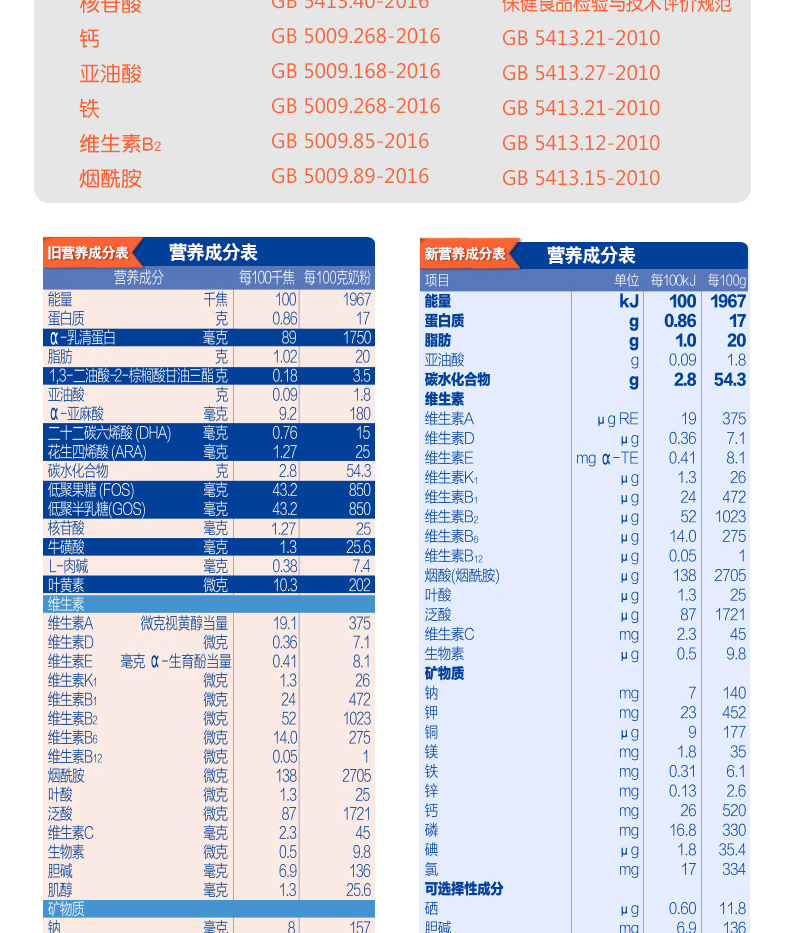 核苷酸 GB 5413.40-2016 保健食品检验与技术评价规范
钙 GB 5009.268-2016 GB 5413.21-2010
亚油酸 GB 5009.168-2016 GB 5413.27-2010
铁 GB 5009.268-2016 GB 5413.21-2010
维生素B2 GB 5009.85-2016 GB 5413.12-2010
烟酰胺 GB 5009.89-2016 GB 5413.15-2010
旧营养成分表 营养成分表
营养成分 每100千焦 每100克奶粉
能量 千焦 100 1967
蛋白质 克 0.86 17
α-乳清蛋白 毫克 89 1750
脂肪 克 1.02 20
1,3-二油酸-2-棕榈酸甘油三酯 克 0.18 3.5
亚油酸 克 0.09 1.8
α-亚麻酸 毫克 9.2 180
二十二碳六烯酸 (DHA) 毫克 0.76 15
花生四烯酸 (ARA) 毫克 1.27 25
碳水化合物 克 2.8 54.3
低聚果糖 (FOS) 毫克 43.2 850
低聚半乳糖(GOS) 毫克 43.2 850
核苷酸 毫克 1.27 25
牛磺酸 毫克 1.3 25.6
L-肉碱 毫克 0.38 7.4
叶黄素 微克 10.3 202
维生素
维生素A 微克视黄醇当量 19.1 375
维生素D 微克 0.36 7.1
维生素E 毫克 α-生育酚当量 0.41 8.1
维生素K1 微克 1.3 26
维生素B1 微克 24 472
维生素B2 微克 52 1023
维生素B6 微克 14.0 275
维生素B12 微克 0.05 1
烟酰胺 微克 138 2705
叶酸 微克 1.3 25
泛酸 微克 87 1721
维生素C 毫克 2.3 45
生物素 微克 0.5 9.8
胆碱 毫克 6.9 136
肌醇 毫克 1.3 25.6
矿物质
钠 毫克 8 157
新营养成分表 营养成分表
项目 单位 每100kJ 每100g
能量 kJ 100 1967
蛋白质 g 0.86 17
脂肪 g 1.0 20
亚油酸 g 0.09 1.8
碳水化合物 g 2.8 54.3
维生素
维生素A μg RE 19 375
维生素D μg 0.36 7.1
维生素E mg α-TE 0.41 8.1
维生素K1 μg 1.3 26
维生素B1 μg 24 472
维生素B2 μg 52 1023
维生素B6 μg 14.0 275
维生素B12 μg 0.05 1
烟酸(烟酰胺) μg 138 2705
叶酸 μg 1.3 25
泛酸 μg 87 1721
维生素C mg 2.3 45
生物素 μg 0.5 9.8
矿物质
钠 mg 7 140
钾 mg 23 452
铜 μg 9 177
镁 mg 1.8 35
铁 mg 0.31 6.1
锌 mg 0.13 2.6
钙 mg 26 520
磷 mg 16.8 330
碘 μg 1.8 35.4
氯 mg 17 334
可选择性成分
硒 μg 0.60 11.8
胆碱 mg 6.9 136